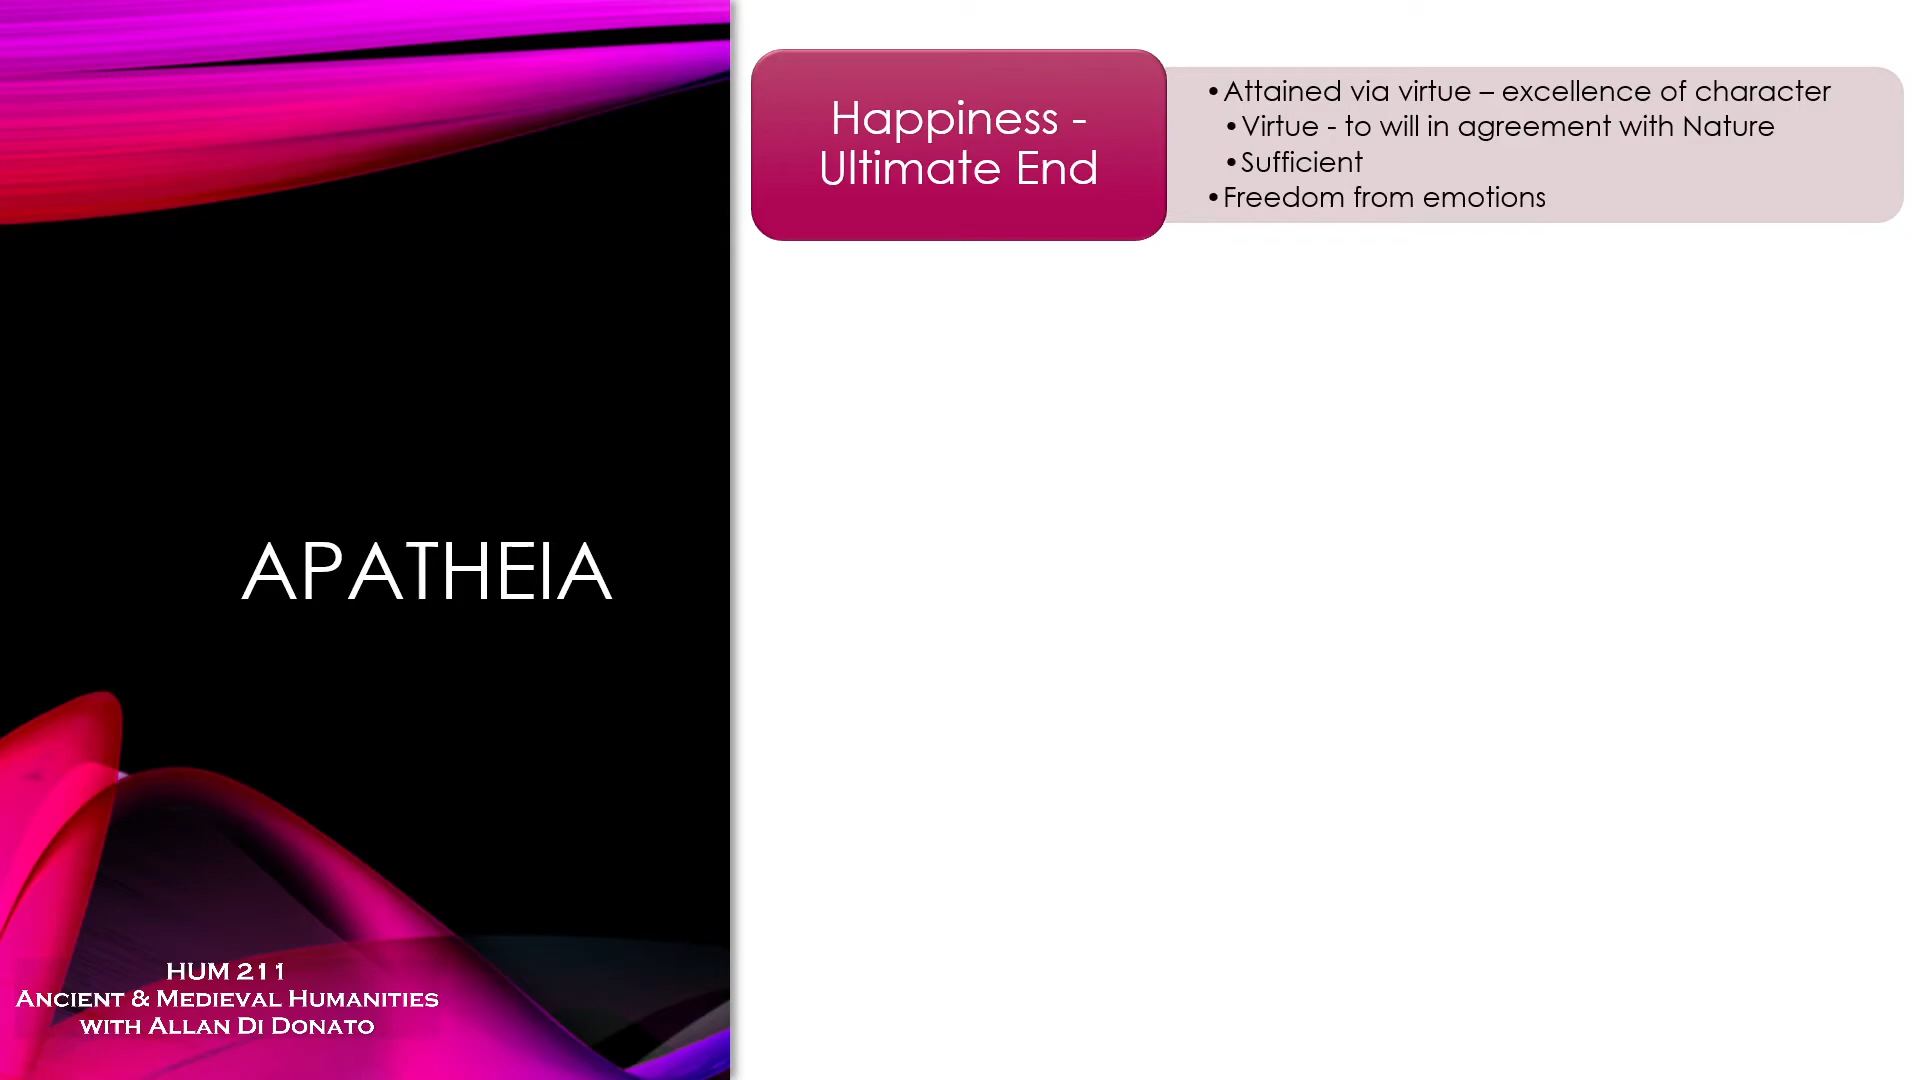 Happiness -
Ultimate End
•Attained via virtue – excellence of character
•Virtue - to will in agreement with Nature
•Sufficient
•Freedom from emotions
APATHEIA
HUM 211
Ancient & Medieval Humanities
with Allan Di Donato